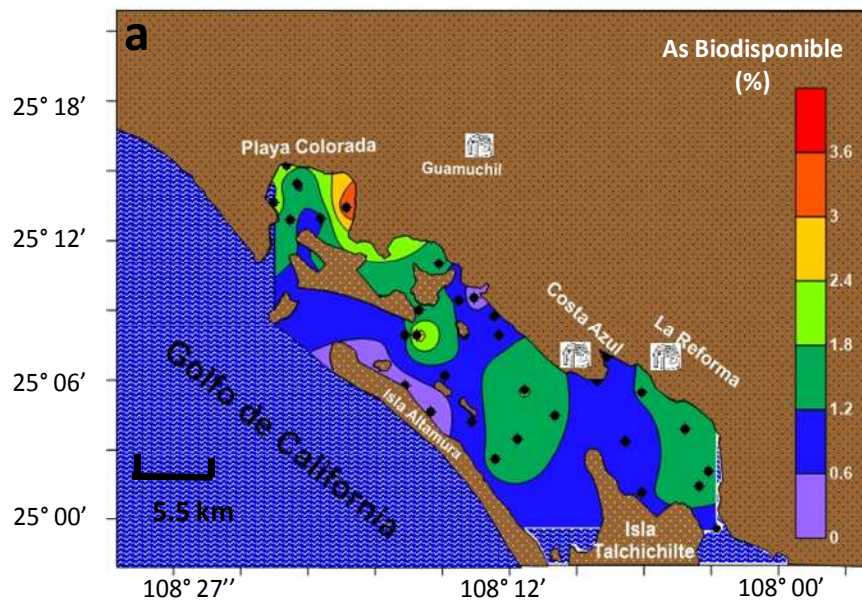 a
As Biodisponible
(%)
25° 18’
Playa Colorada
Guamuchil
3.6
3
25° 12’
2.4
Costa Azul
La Reforma
1.8
Golfo de California
25° 06’
Isla Altamura
1.2
0.6
5.5 km
25° 00’
Isla
Talchichilte
0
108° 27’’
108° 12’
108° 00’